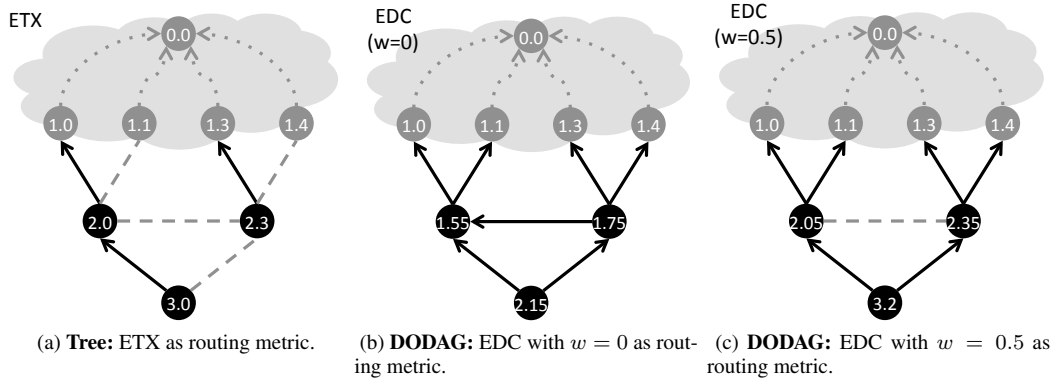 ETX
0.0
1.0 1.1 1.3 1.4
2.0 2.3
3.0
(a) Tree: ETX as routing metric.
EDC
(w=0)
0.0
1.0 1.1 1.3 1.4
1.55 1.75
2.15
(b) DODAG: EDC with w = 0 as rout-
ing metric.
EDC
(w=0.5)
0.0
1.0 1.1 1.3 1.4
2.05 2.35
3.2
(c) DODAG: EDC with w = 0.5 as
routing metric.